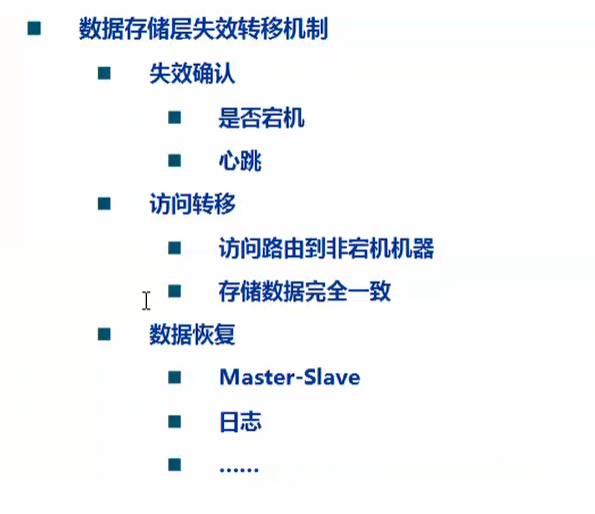 数据存储层失效转移机制
失效确认
是否宕机
心跳
访问转移
访问路由到非宕机机器
存储数据完全一致
数据恢复
Master-Slave
日志
……